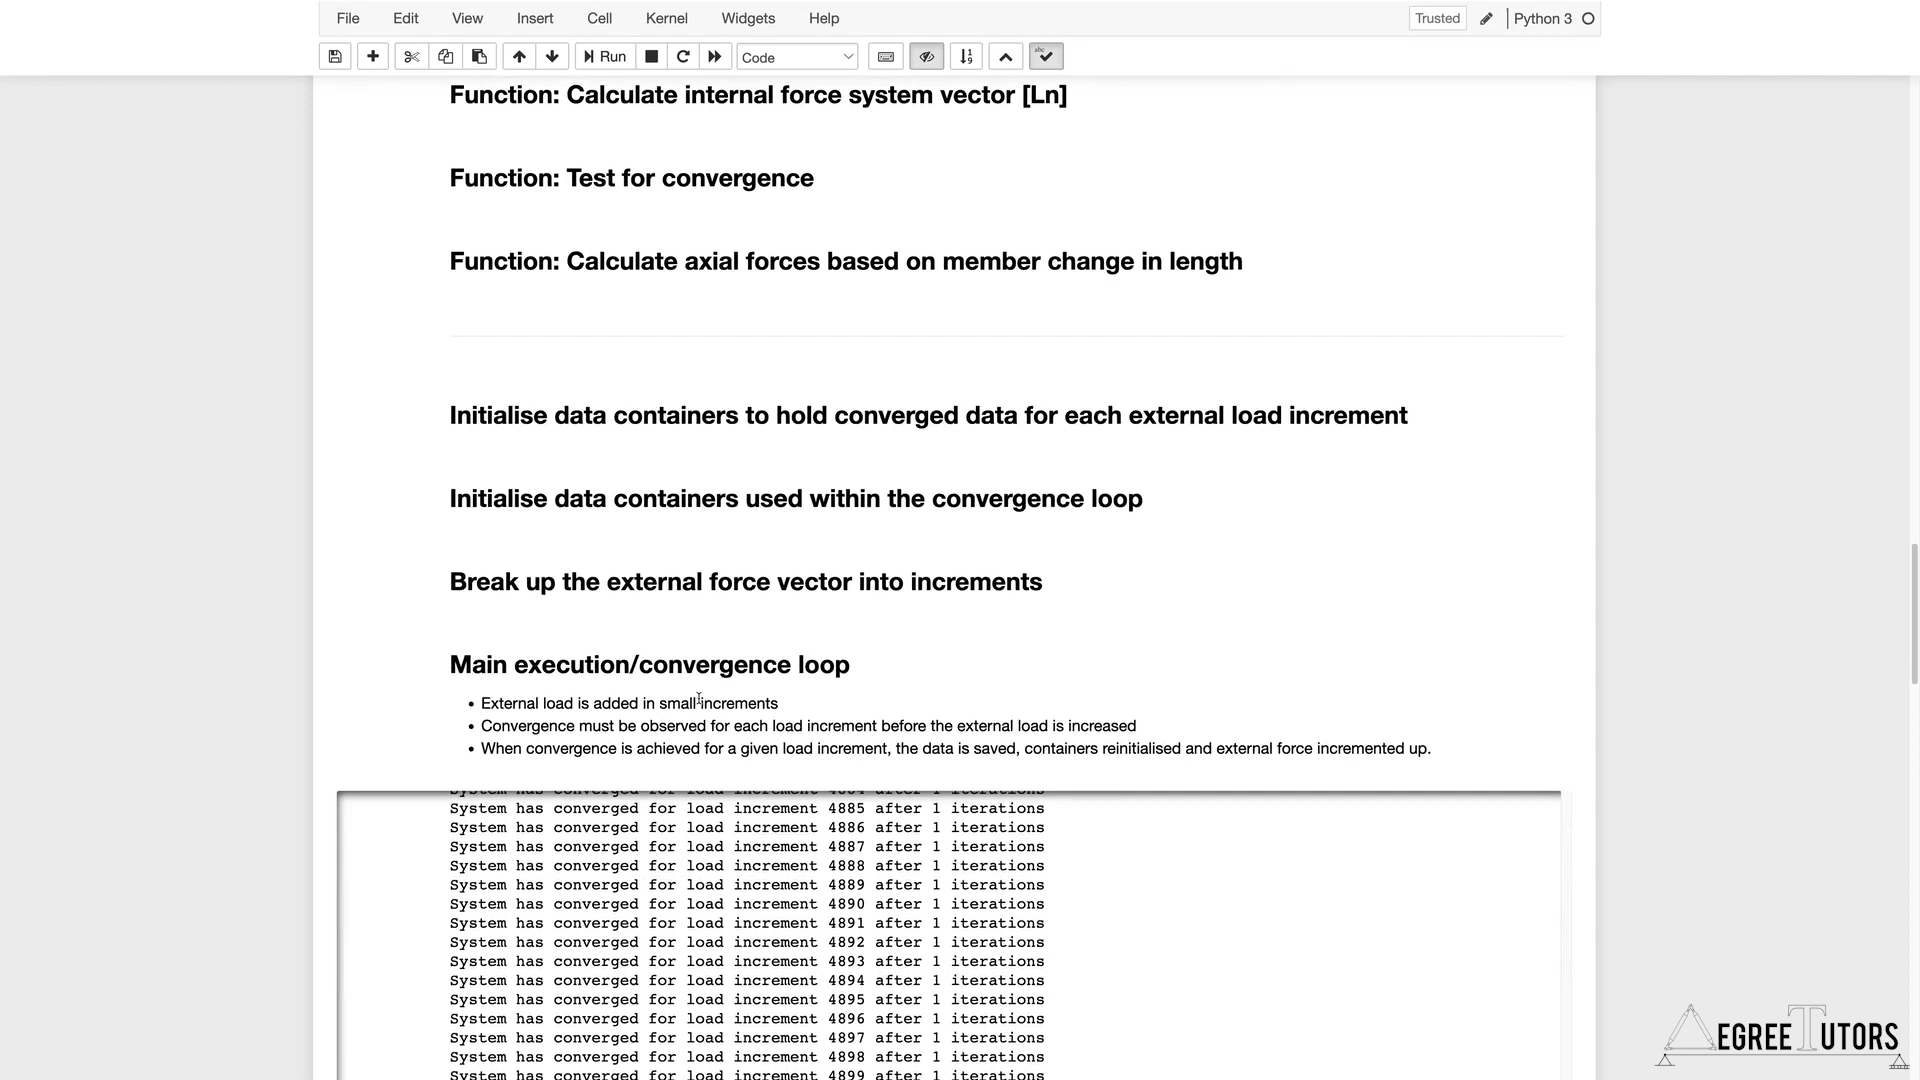 File Edit View Insert Cell Kernel Widgets Help Trusted Python 3
Run Code abc
Function: Calculate internal force system vector [Ln]
Function: Test for convergence
Function: Calculate axial forces based on member change in length
Initialise data containers to hold converged data for each external load increment
Initialise data containers used within the convergence loop
Break up the external force vector into increments
Main execution/convergence loop
• External load is added in small increments
• Convergence must be observed for each load increment before the external load is increased
• When convergence is achieved for a given load increment, the data is saved, containers reinitialised and external force incremented up.
System has converged for load increment 4884 after 1 iterations
System has converged for load increment 4885 after 1 iterations
System has converged for load increment 4886 after 1 iterations
System has converged for load increment 4887 after 1 iterations
System has converged for load increment 4888 after 1 iterations
System has converged for load increment 4889 after 1 iterations
System has converged for load increment 4890 after 1 iterations
System has converged for load increment 4891 after 1 iterations
System has converged for load increment 4892 after 1 iterations
System has converged for load increment 4893 after 1 iterations
System has converged for load increment 4894 after 1 iterations
System has converged for load increment 4895 after 1 iterations
System has converged for load increment 4896 after 1 iterations
System has converged for load increment 4897 after 1 iterations
System has converged for load increment 4898 after 1 iterations
System has converged for load increment 4899 after 1 iterations
DEGREE TUTORS